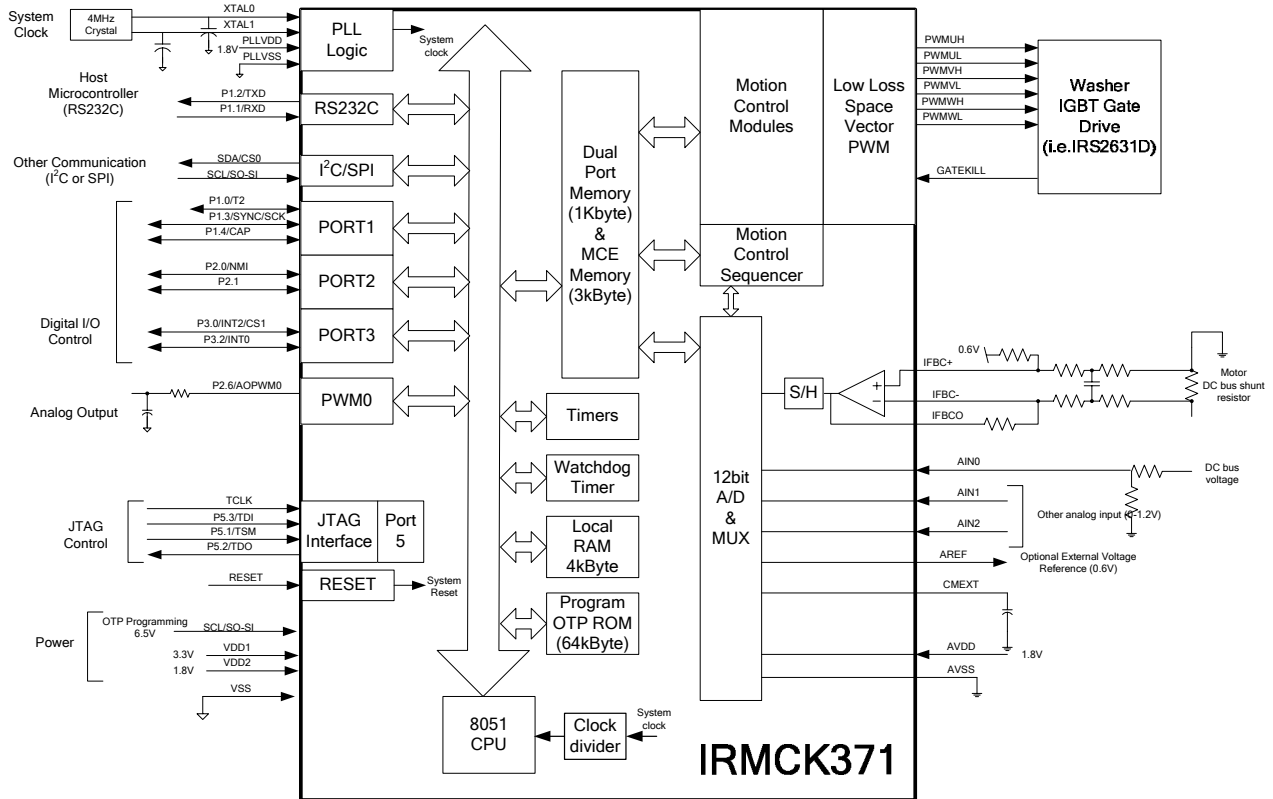 System
Clock
4MHz
Crystal
XTAL0
XTAL1
PLLVDD
1.8V
PLLVSS
PLL
Logic
System
clock
Host
Microcontroller
(RS232C)
P1.2/TXD
P1.1/RXD
RS232C
Other Communication
(I²C or SPI)
SDA/CS0
SCL/SO-SI
I²C/SPI
P1.0/T2
P1.3/SYNC/SCK
P1.4/CAP
PORT1
P2.0/NMI
P2.1
PORT2
Digital I/O
Control
P3.0/INT2/CS1
P3.2/INT0
PORT3
Analog Output
P2.6/AOPWM0
PWM0
JTAG
Control
TCLK
P5.3/TDI
P5.1/TSM
P5.2/TDO
JTAG
Interface
Port
5
RESET
RESET
System
Reset
Power
OTP Programming
6.5V
SCL/SO-SI
3.3V
VDD1
1.8V
VDD2
VSS
Dual
Port
Memory
(1Kbyte)
&
MCE
Memory
(3kByte)
Timers
Watchdog
Timer
Local
RAM
4kByte
Program
OTP ROM
(64kByte)
8051
CPU
Clock
divider
System
clock
Motion
Control
Modules
Low Loss
Space
Vector
PWM
Motion
Control
Sequencer
12bit
A/D
&
MUX
S/H
+
−
PWMUH
PWMUL
PWMVH
PWMVL
PWMWH
PWMWL
GATEKILL
Washer
IGBT Gate
Drive
(i.e.IRS2631D)
0.6V
IFBC+
IFBC-
IFBCO
Motor
DC bus shunt
resistor
AIN0
DC bus
voltage
AIN1
AIN2
Other analog input (0-1.2V)
AREF
Optional External Voltage
Reference (0.6V)
CMEXT
AVDD
1.8V
AVSS
IRMCK371